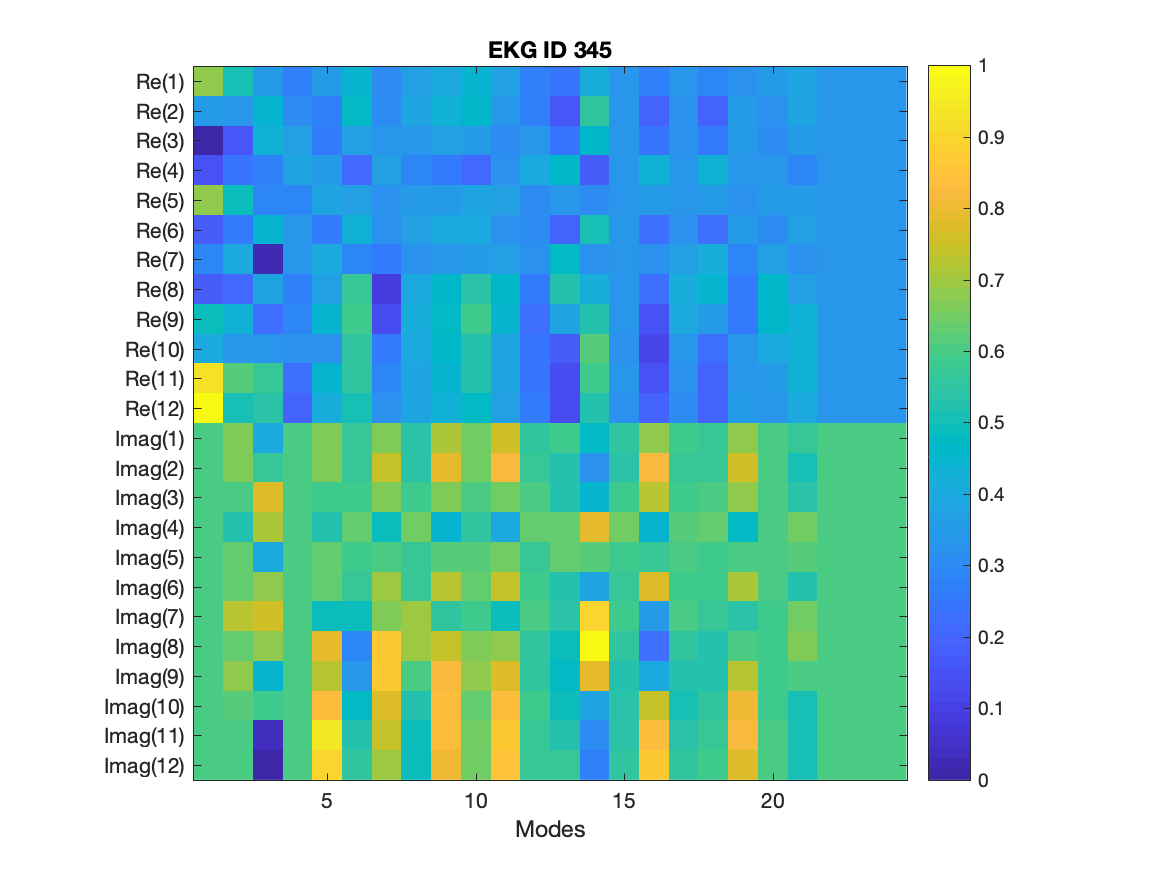 EKG ID 345
Re(1)
Re(2)
Re(3)
Re(4)
Re(5)
Re(6)
Re(7)
Re(8)
Re(9)
Re(10)
Re(11)
Re(12)
Imag(1)
Imag(2)
Imag(3)
Imag(4)
Imag(5)
Imag(6)
Imag(7)
Imag(8)
Imag(9)
Imag(10)
Imag(11)
Imag(12)
5 10 15 20
Modes
1
0.9
0.8
0.7
0.6
0.5
0.4
0.3
0.2
0.1
0